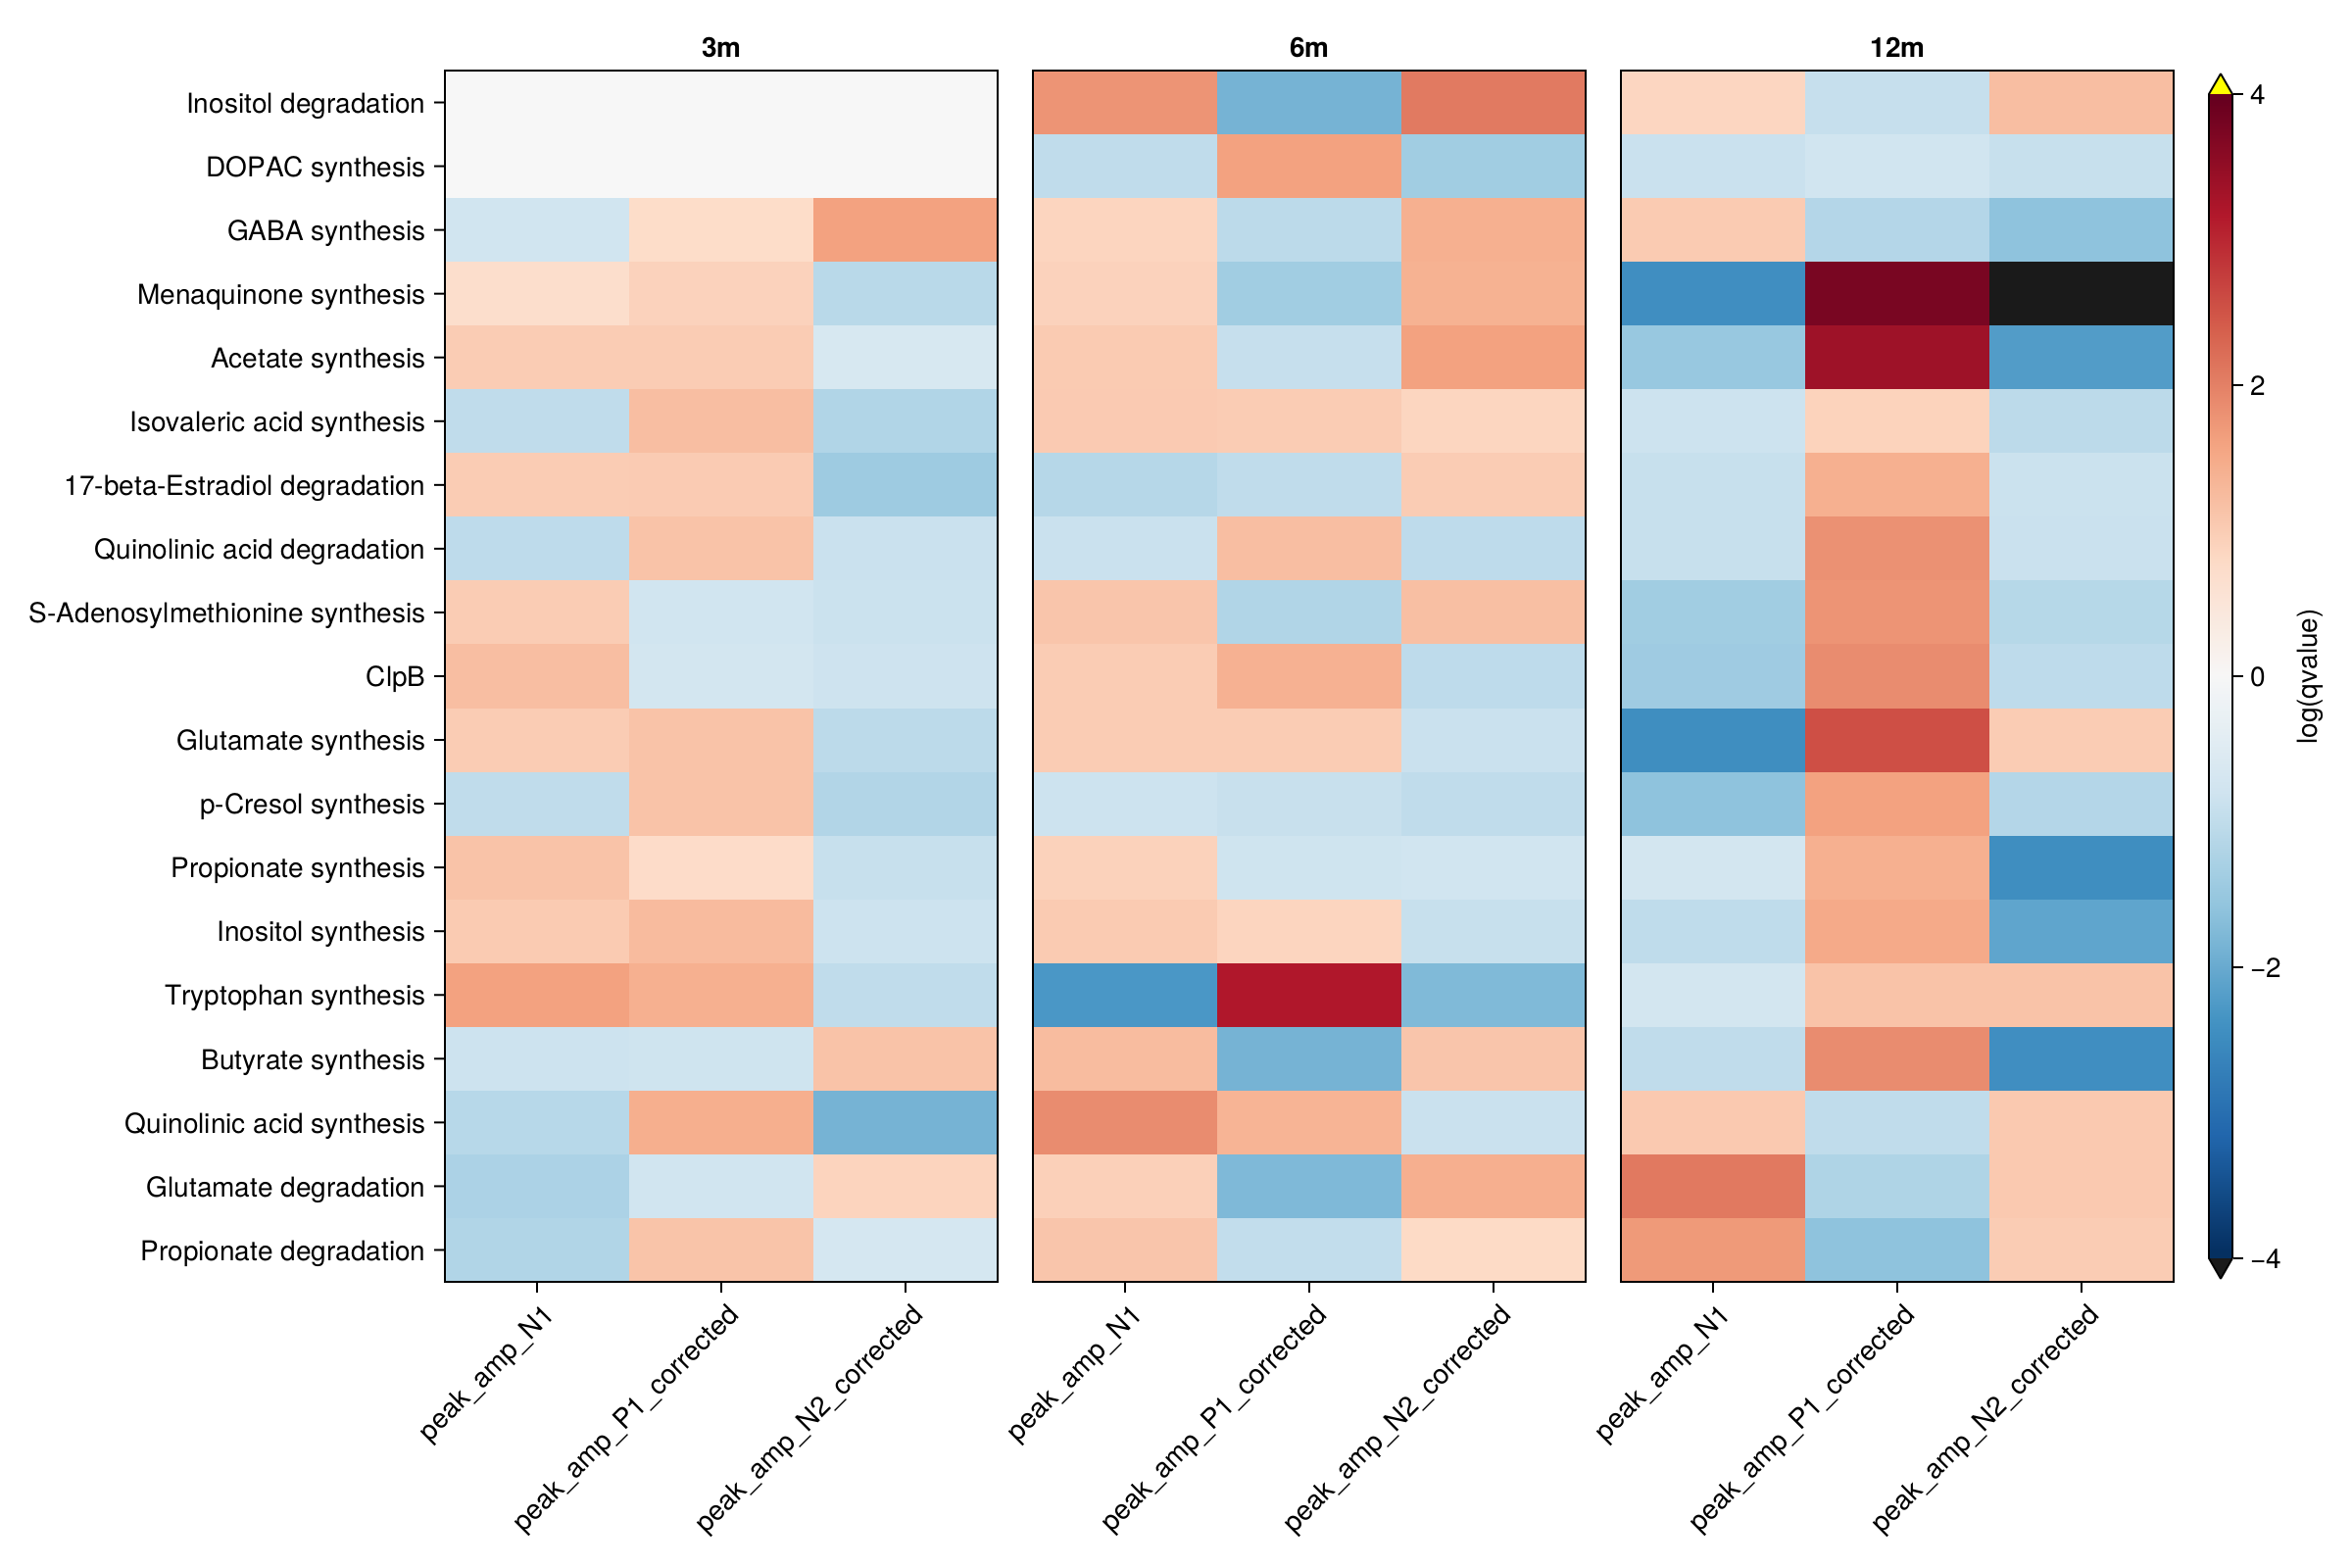 3m
6m
12m
Inositol degradation
DOPAC synthesis
GABA synthesis
Menaquinone synthesis
Acetate synthesis
Isovaleric acid synthesis
17-beta-Estradiol degradation
Quinolinic acid degradation
S-Adenosylmethionine synthesis
ClpB
Glutamate synthesis
p-Cresol synthesis
Propionate synthesis
Inositol synthesis
Tryptophan synthesis
Butyrate synthesis
Quinolinic acid synthesis
Glutamate degradation
Propionate degradation
peak_amp_N1
peak_amp_P1_corrected
peak_amp_N2_corrected
peak_amp_N1
peak_amp_P1_corrected
peak_amp_N2_corrected
peak_amp_N1
peak_amp_P1_corrected
peak_amp_N2_corrected
4
2
0
−2
−4
log(qvalue)